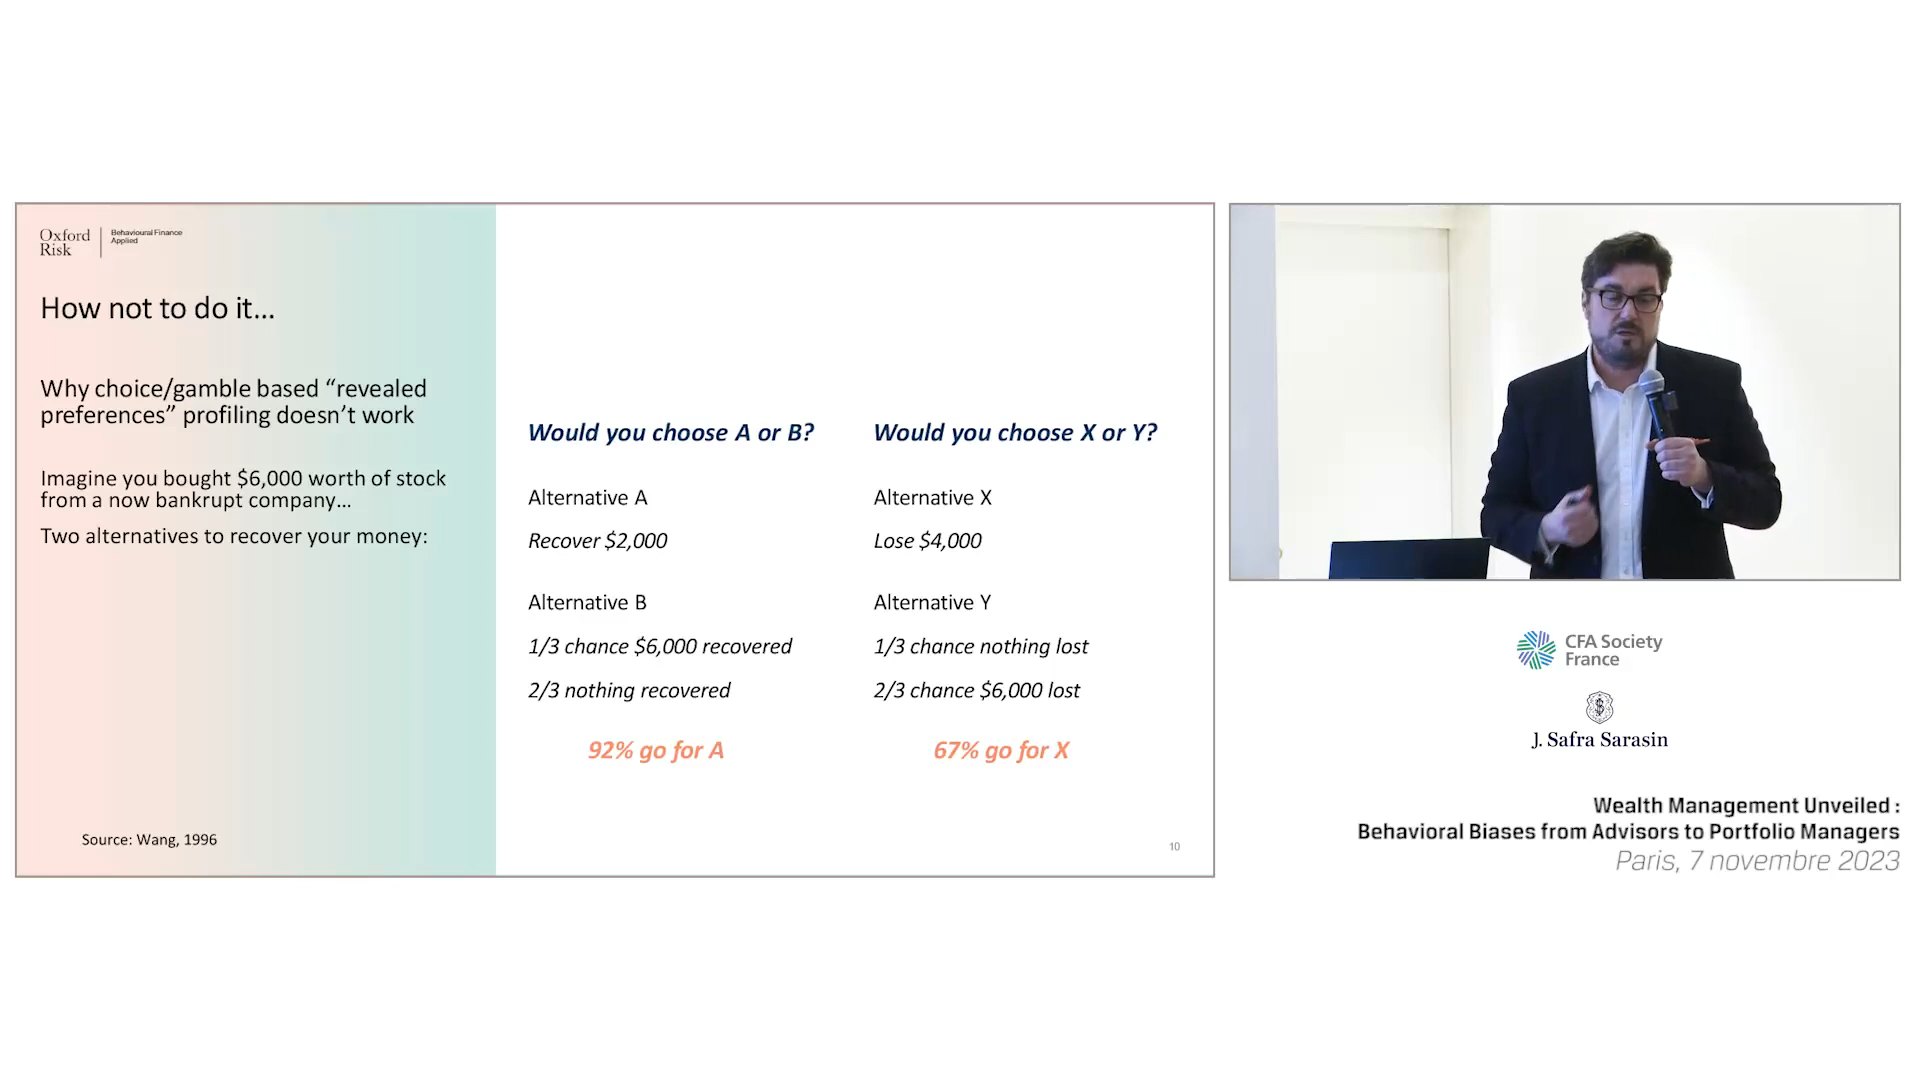 Oxford
Risk
Behavioural Finance
Applied
How not to do it...
Why choice/gamble based “revealed
preferences” profiling doesn’t work
Imagine you bought $6,000 worth of stock
from a now bankrupt company...
Two alternatives to recover your money:
Source: Wang, 1996
Would you choose A or B?
Alternative A
Recover $2,000
Alternative B
1/3 chance $6,000 recovered
2/3 nothing recovered
92% go for A
Would you choose X or Y?
Alternative X
Lose $4,000
Alternative Y
1/3 chance nothing lost
2/3 chance $6,000 lost
67% go for X
10
CFA Society
France
J. Safra Sarasin
Wealth Management Unveiled :
Behavioral Biases from Advisors to Portfolio Managers
Paris, 7 novembre 2023